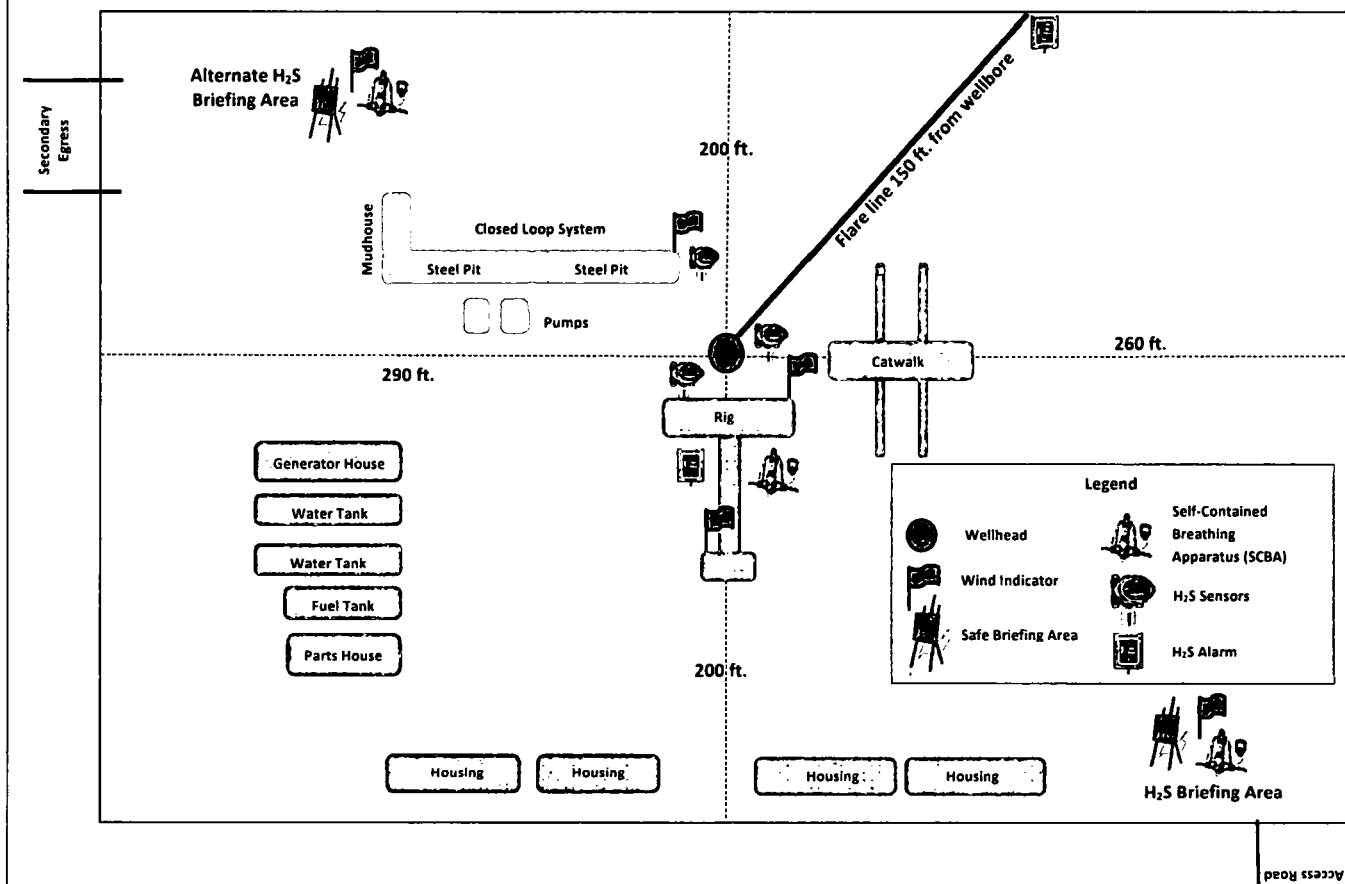 Alternate H₂S
Briefing Area
Secondary
Egress
200 ft.
Flare line 150 ft. from wellbore
Mudhouse
Closed Loop System
Steel Pit
Steel Pit
Pumps
290 ft.
260 ft.
Catwalk
Rig
Generator House
Water Tank
Water Tank
Fuel Tank
Parts House
Legend
Wellhead
Wind Indicator
Safe Briefing Area
Self-Contained
Breathing
Apparatus (SCBA)
H₂S Sensors
H₂S Alarm
200 ft.
Housing
Housing
Housing
Housing
H₂S Briefing Area
Access Road